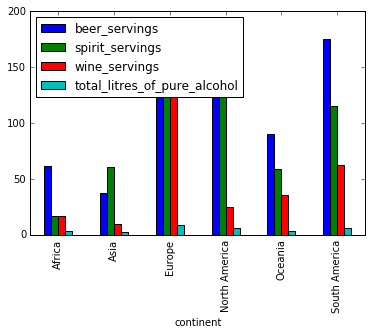 200
150
100
50
0
beer_servings
spirit_servings
wine_servings
total_litres_of_pure_alcohol
Africa
Asia
Europe
North America
Oceania
South America
continent